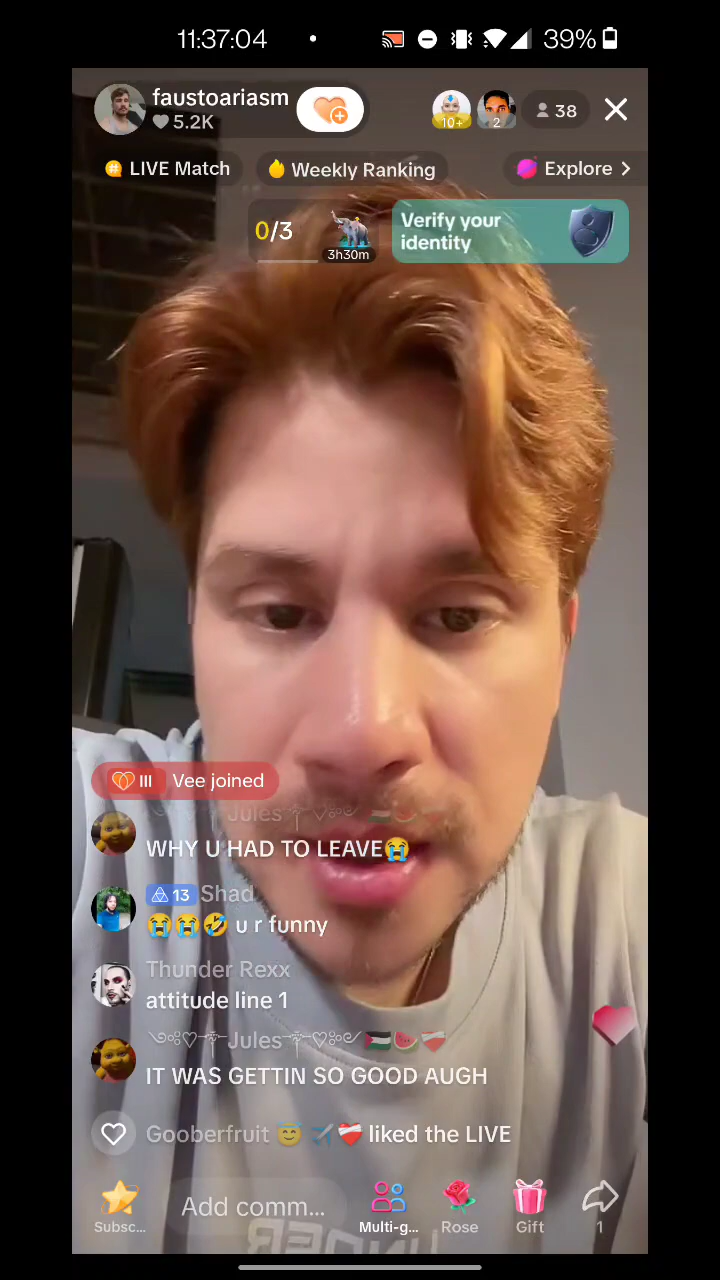 11:37:04
39%
faustoariasm
5.2K
10+
2
38
LIVE Match
Weekly Ranking
Explore >
0/3
3h30m
Verify your
identity
III Vee joined
Jules
WHY U HAD TO LEAVE😭
13 Shad
😭😭🤣 u r funny
Thunder Rexx
attitude line 1
༺♡༒Jules༒♡༻🇵🇸🍉❤️‍🩹
IT WAS GETTIN SO GOOD AUGH
Gooberfruit 😇 ✈️❤️‍🩹 liked the LIVE
Subsc...
Add comm...
Multi-g...
Rose
Gift
1